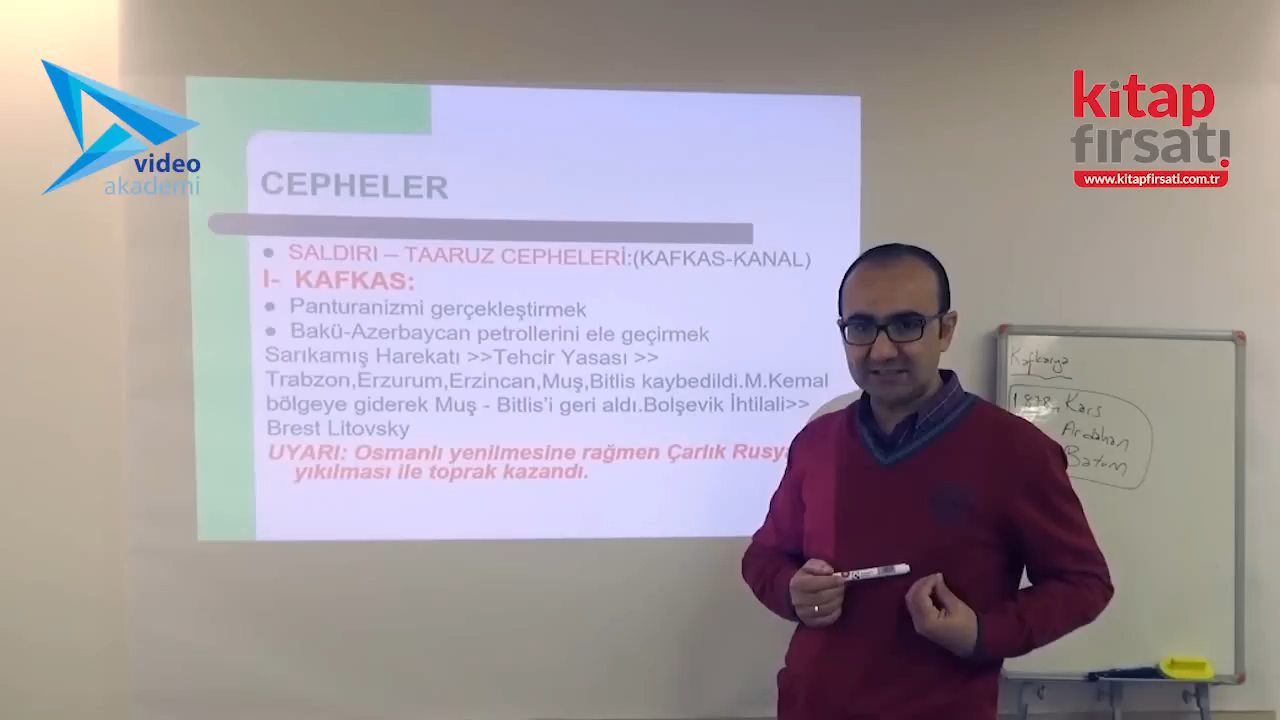 video
akademi
kitap
fırsatı
www.kitapfirsati.com.tr
CEPHELER
SALDIRI – TAARUZ CEPHELERİ:(KAFKAS-KANAL)
I- KAFKAS:
Panturanizmi gerçekleştirmek
Bakü-Azerbaycan petrollerini ele geçirmek
Sarıkamış Harekatı >>Tehcir Yasası >>
Trabzon,Erzurum,Erzincan,Muş,Bitlis kaybedildi.M.Kemal
bölgeye giderek Muş - Bitlis'i geri aldı.Bolşevik İhtilali>>
Brest Litovsky
UYARI: Osmanlı yenilmesine rağmen Çarlık Rusy
yıkılması ile toprak kazandı.
Kafkasya
1878 Kars
Ardahan
Batum